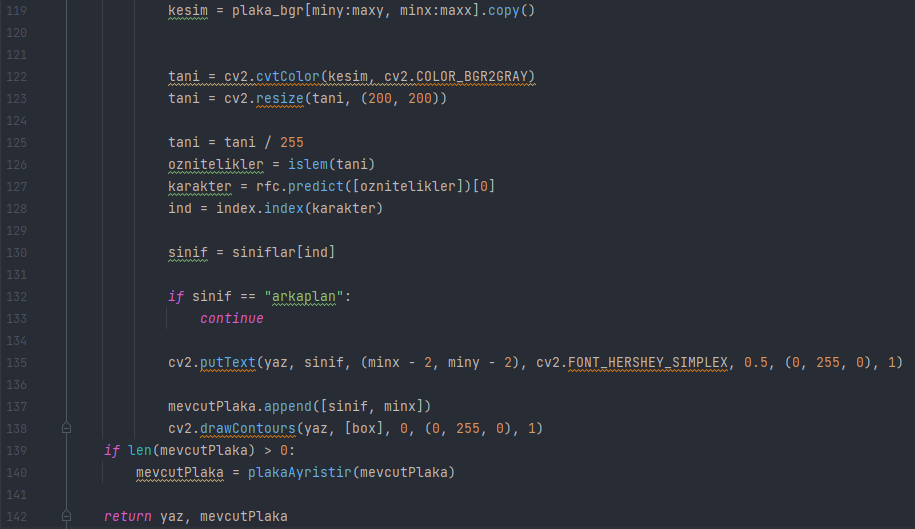 119 kesim = plaka_bgr[miny:maxy, minx:maxx].copy()
120
121
122 tani = cv2.cvtColor(kesim, cv2.COLOR_BGR2GRAY)
123 tani = cv2.resize(tani, (200, 200))
124
125 tani = tani / 255
126 oznitelikler = islem(tani)
127 karakter = rfc.predict([oznitelikler])[0]
128 ind = index.index(karakter)
129
130 sinif = siniflar[ind]
131
132 if sinif == "arkaplan":
133 continue
134
135 cv2.putText(yaz, sinif, (minx - 2, miny - 2), cv2.FONT_HERSHEY_SIMPLEX, 0.5, (0, 255, 0), 1)
136
137 mevcutPlaka.append([sinif, minx])
138 cv2.drawContours(yaz, [box], 0, (0, 255, 0), 1)
139 if len(mevcutPlaka) > 0:
140 mevcutPlaka = plakaAyristir(mevcutPlaka)
141
142 return yaz, mevcutPlaka